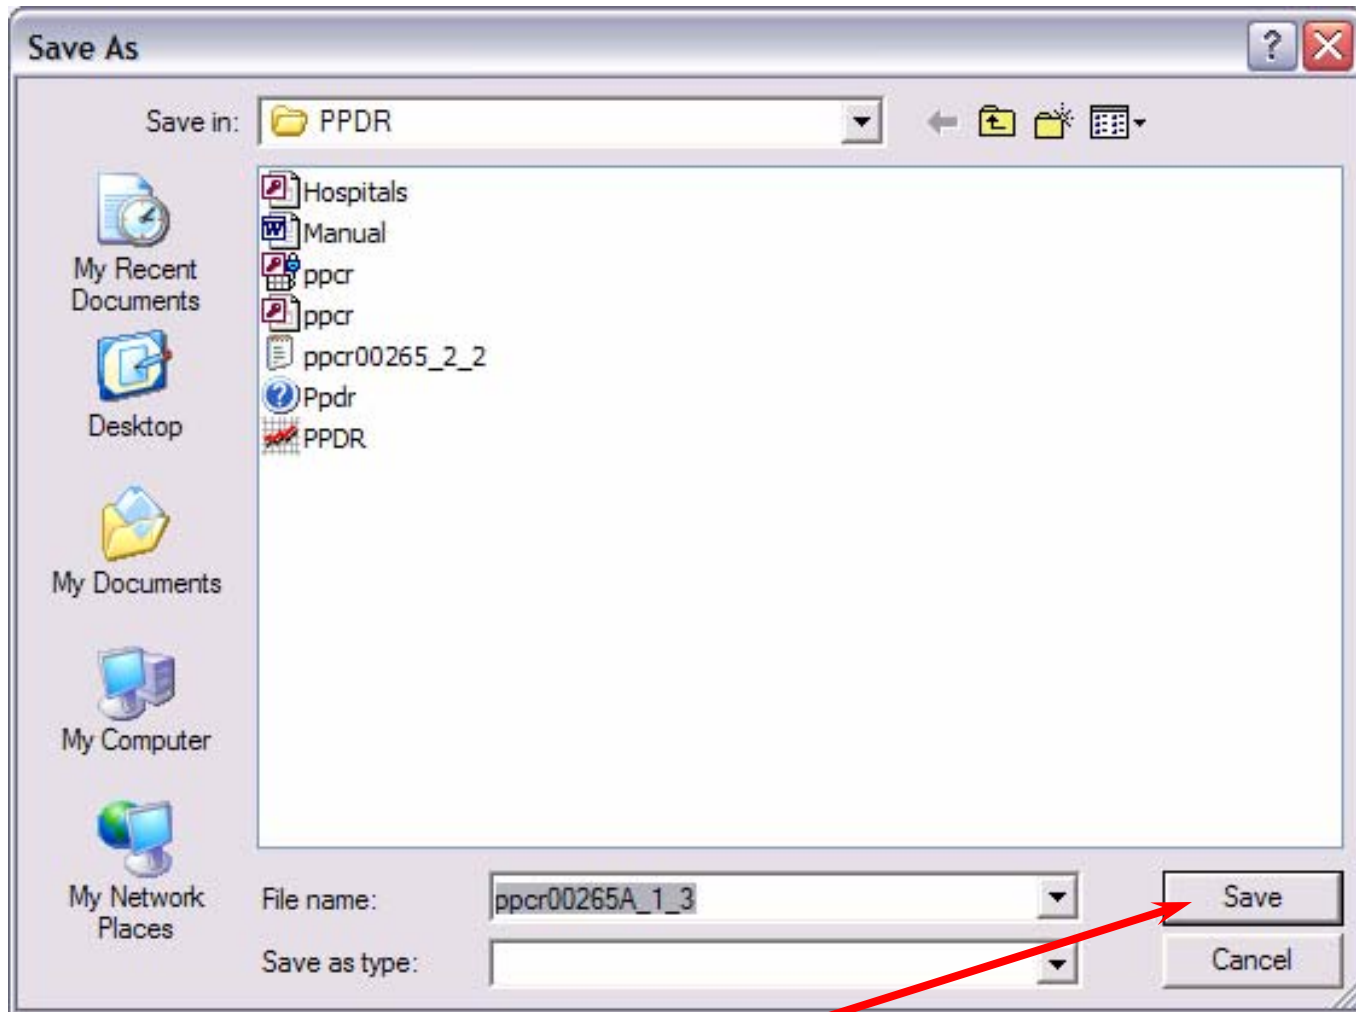 Save As
Save in:
PPDR
My Recent
Documents
Desktop
My Documents
My Computer
My Network
Places
Hospitals
Manual
ppcr
ppcr
ppcr00265_2_2
Ppdr
PPDR
File name:
ppcr00265A_1_3
Save
Save as type:
Cancel